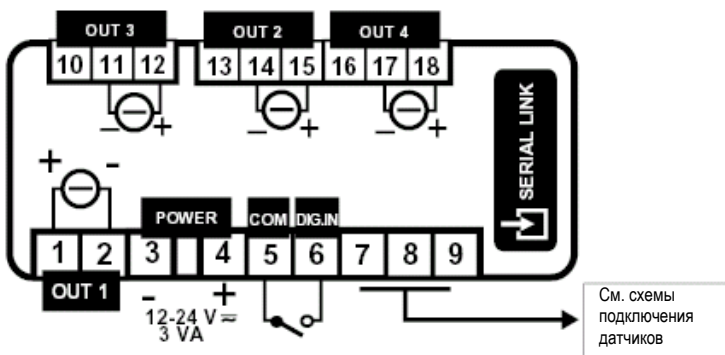 OUT 3 OUT 2 OUT 4
10 11 12 13 14 15 16 17 18
− + − + − +
SERIAL LINK
+ -
POWER COM DIG.IN
1 2 3 4 5 6 7 8 9
OUT 1
- +
12-24 V ≂
3 VA
См. схемы
подключения
датчиков